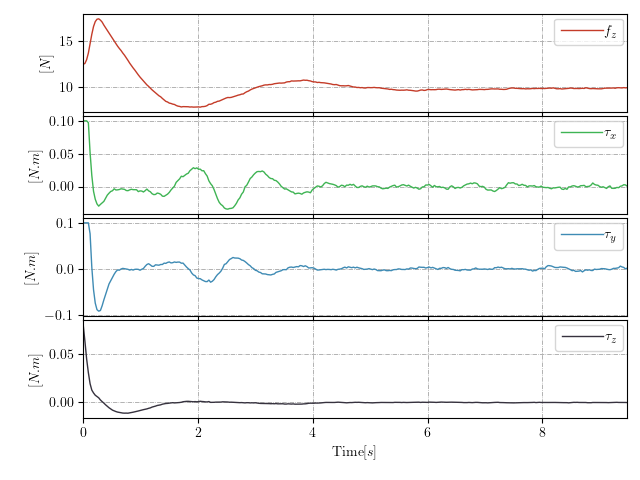 15
10
[N]
f_z
0.10
0.05
0.00
[N.m]
τ_x
0.1
0.0
−0.1
[N.m]
τ_y
0.05
0.00
[N.m]
τ_z
0 2 4 6 8
Time[s]